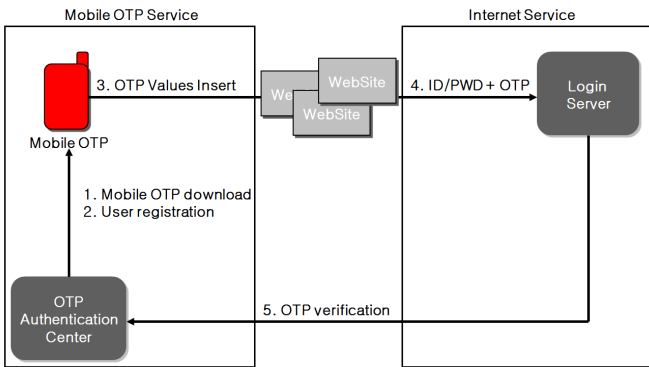 Mobile OTP Service
Internet Service
3. OTP Values Insert
WebSite
We
WebSite
4. ID/PWD + OTP
Login
Server
Mobile OTP
1. Mobile OTP download
2. User registration
OTP
Authentication
Center
5. OTP verification